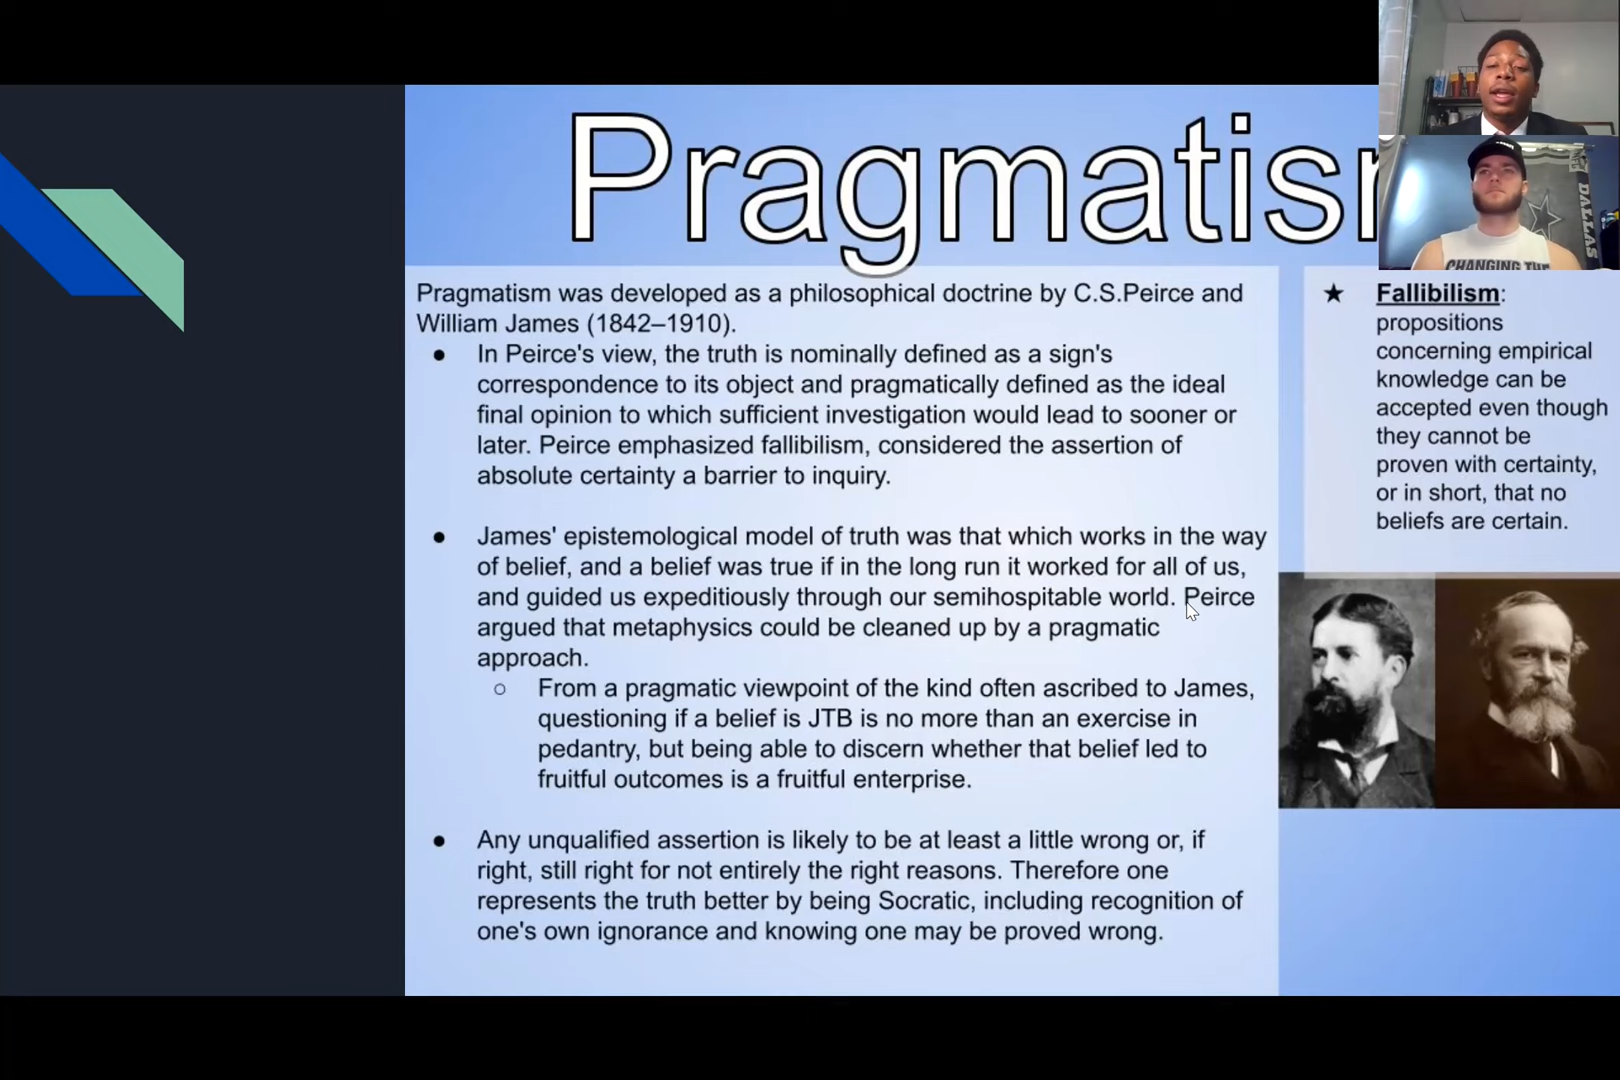 Pragmatis
Pragmatism was developed as a philosophical doctrine by C.S.Peirce and
William James (1842–1910).
● In Peirce's view, the truth is nominally defined as a sign's
correspondence to its object and pragmatically defined as the ideal
final opinion to which sufficient investigation would lead to sooner or
later. Peirce emphasized fallibilism, considered the assertion of
absolute certainty a barrier to inquiry.
● James' epistemological model of truth was that which works in the way
of belief, and a belief was true if in the long run it worked for all of us,
and guided us expeditiously through our semihospitable world. Peirce
argued that metaphysics could be cleaned up by a pragmatic
approach.
○ From a pragmatic viewpoint of the kind often ascribed to James,
questioning if a belief is JTB is no more than an exercise in
pedantry, but being able to discern whether that belief led to
fruitful outcomes is a fruitful enterprise.
● Any unqualified assertion is likely to be at least a little wrong or, if
right, still right for not entirely the right reasons. Therefore one
represents the truth better by being Socratic, including recognition of
one's own ignorance and knowing one may be proved wrong.
★ Fallibilism:
propositions
concerning empirical
knowledge can be
accepted even though
they cannot be
proven with certainty,
or in short, that no
beliefs are certain.
DALLAS
CHANGING THE